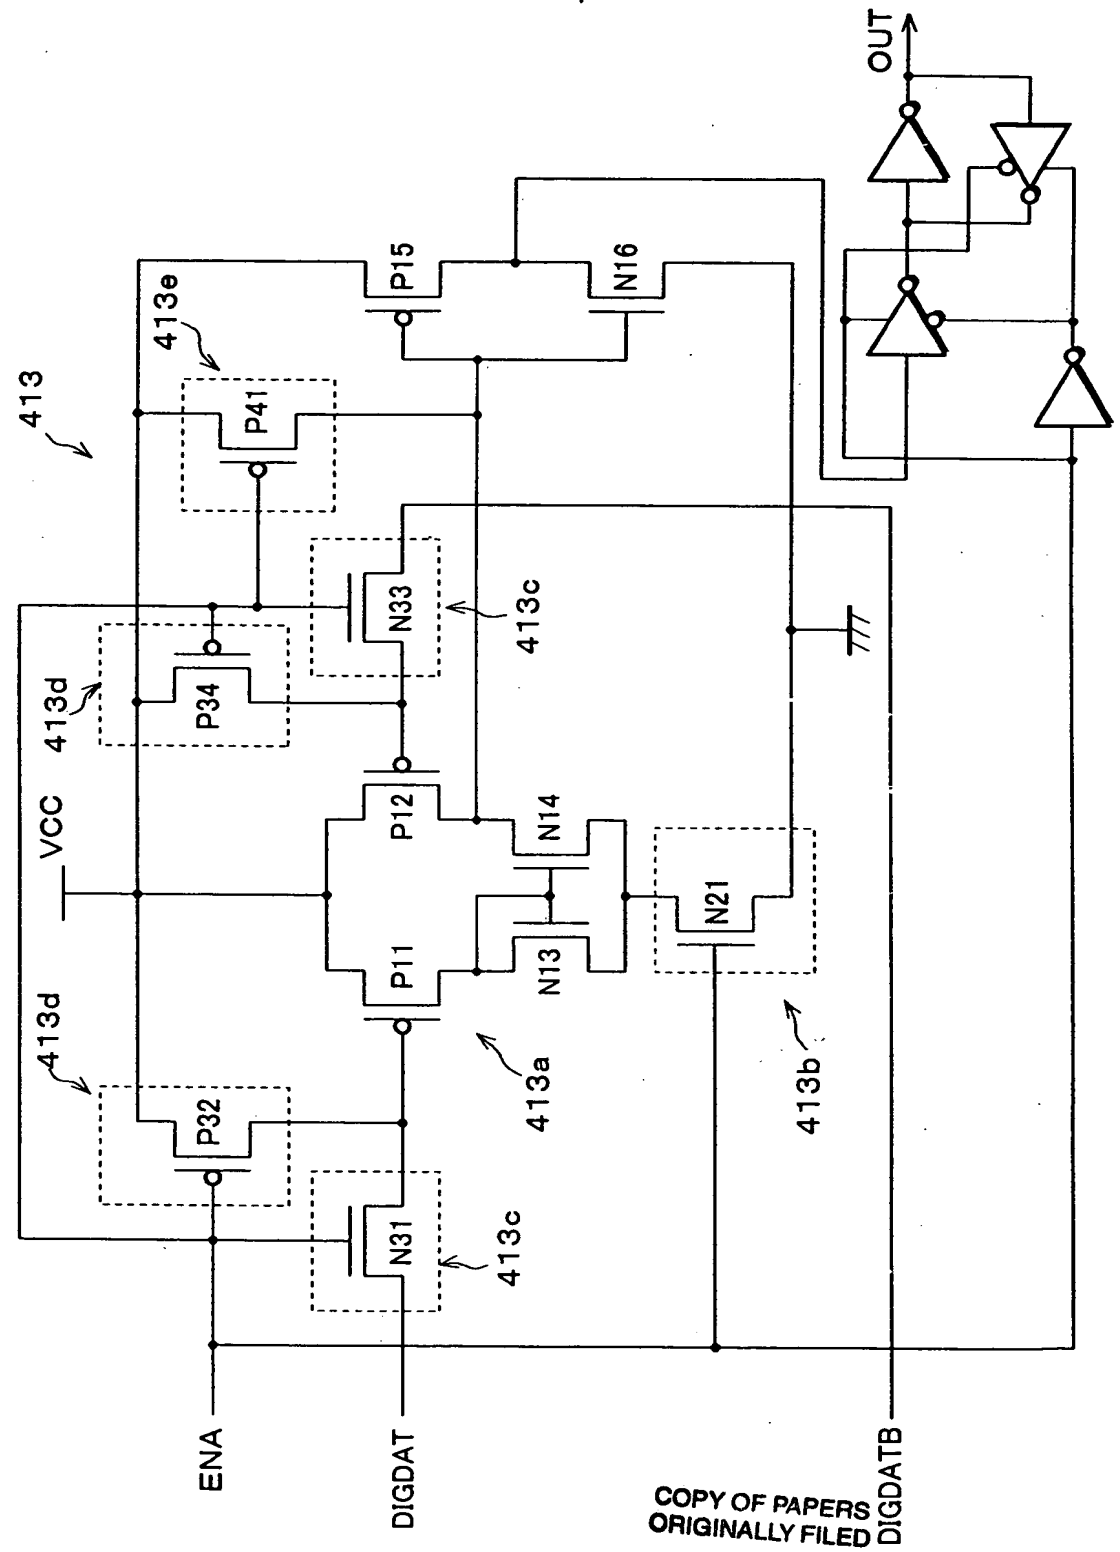 413
413e
413d
VCC
413d
P41
P34
P32
P15
N16
N33
413c
P12
P11
N14
N13
413a
N21
413b
N31
413c
ENA
DIGDAT
DIGDATB
OUT
COPY OF PAPERS
ORIGINALLY FILED